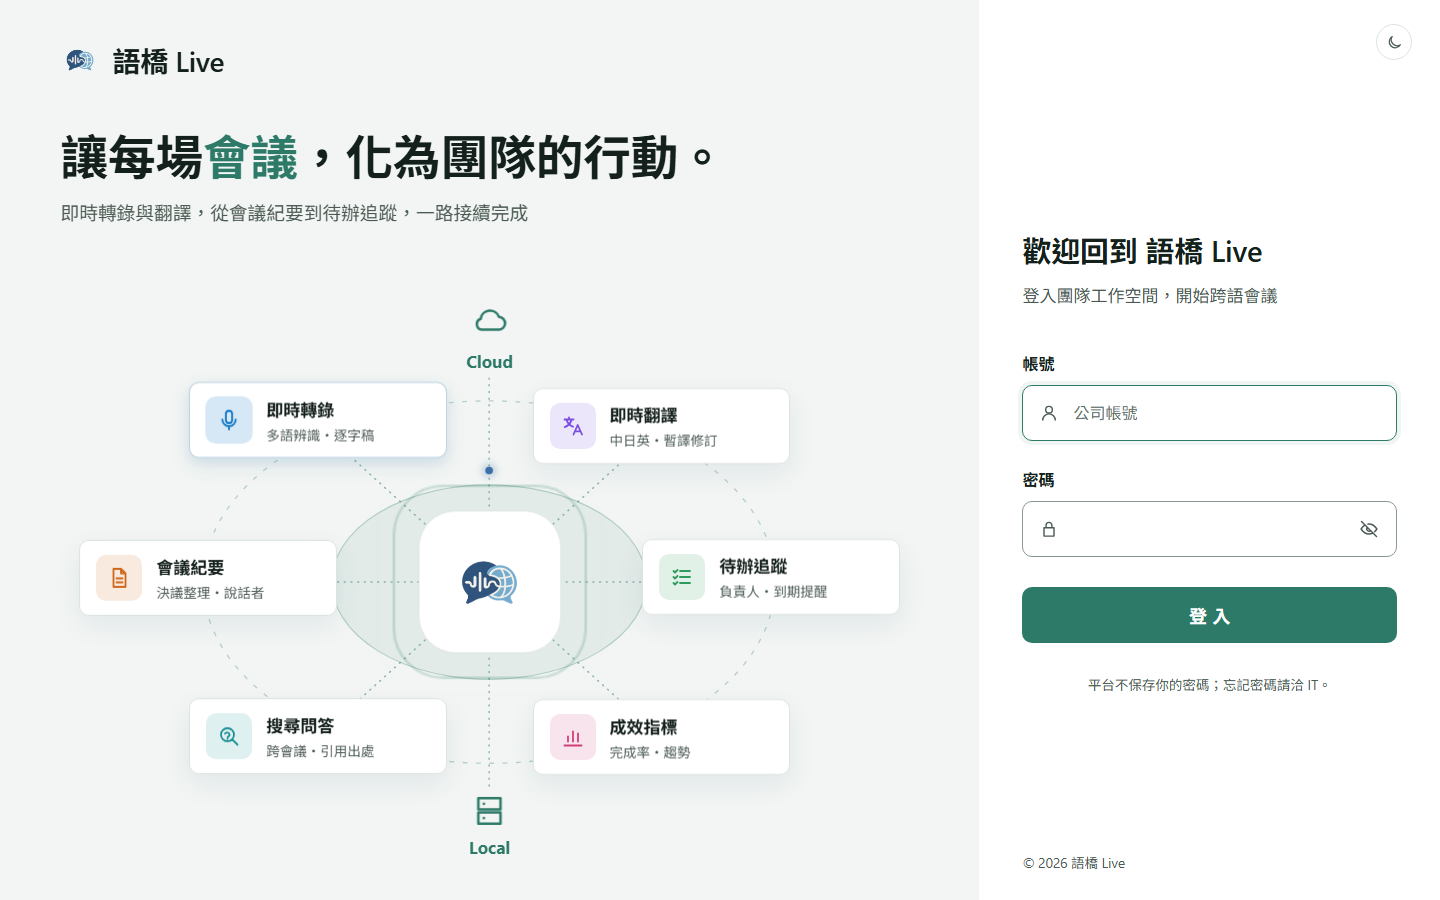 語橋 Live
讓每場會議，化為團隊的行動。
即時轉錄與翻譯，從會議紀要到待辦追蹤，一路接續完成
Cloud
即時轉錄
多語辨識・逐字稿
即時翻譯
中日英・暫譯修訂
會議紀要
決議整理・說話者
待辦追蹤
負責人・到期提醒
搜尋問答
跨會議・引用出處
成效指標
完成率・趨勢
Local
歡迎回到 語橋 Live
登入團隊工作空間，開始跨語會議
帳號
公司帳號
密碼
登入
平台不保存你的密碼；忘記密碼請洽 IT。
© 2026 語橋 Live